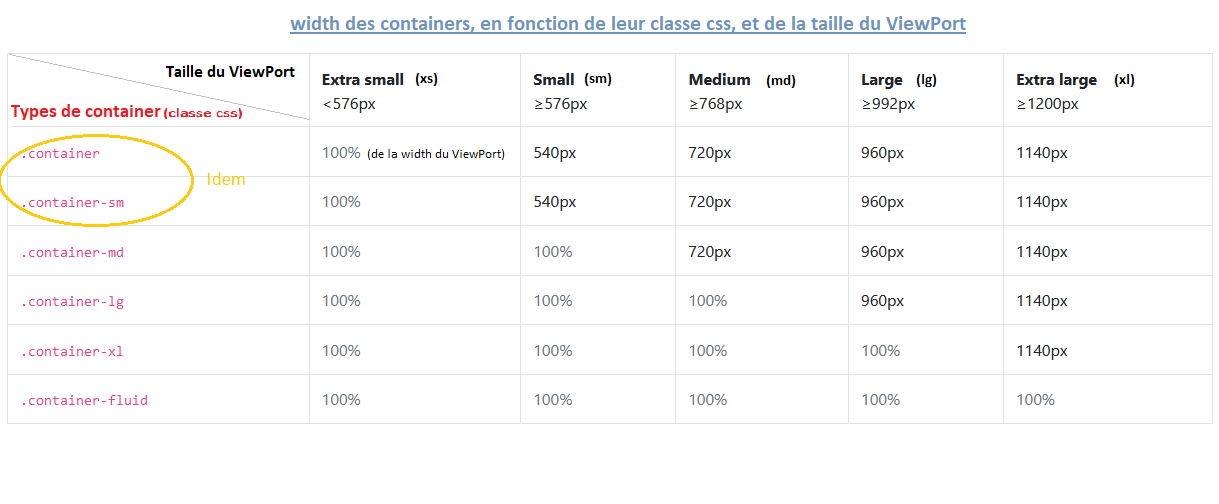 width des containers, en fonction de leur classe css, et de la taille du ViewPort
Taille du ViewPort
Types de container (classe css)
Extra small (xs) Small (sm) Medium (md) Large (lg) Extra large (xl)
<576px ≥576px ≥768px ≥992px ≥1200px
.container 100% (de la width du ViewPort) 540px 720px 960px 1140px
Idem
.container-sm 100% 540px 720px 960px 1140px
.container-md 100% 100% 720px 960px 1140px
.container-lg 100% 100% 100% 960px 1140px
.container-xl 100% 100% 100% 100% 1140px
.container-fluid 100% 100% 100% 100% 100%